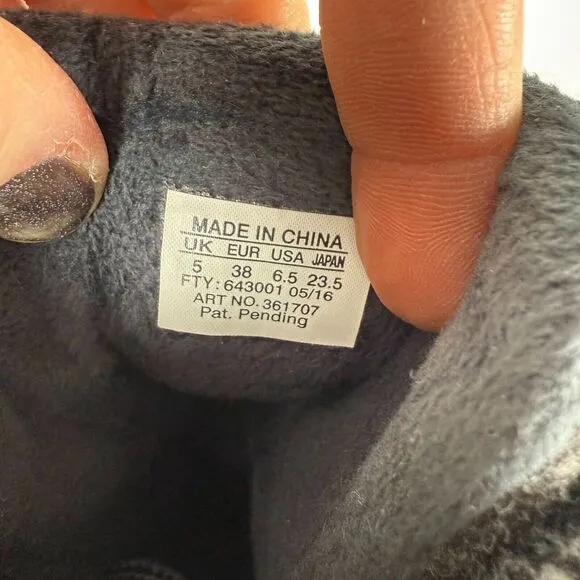 MADE IN CHINA
UK EUR USA JAPAN
5 38 6.5 23.5
FTY: 643001 05/16
ART NO. 361707
Pat. Pending